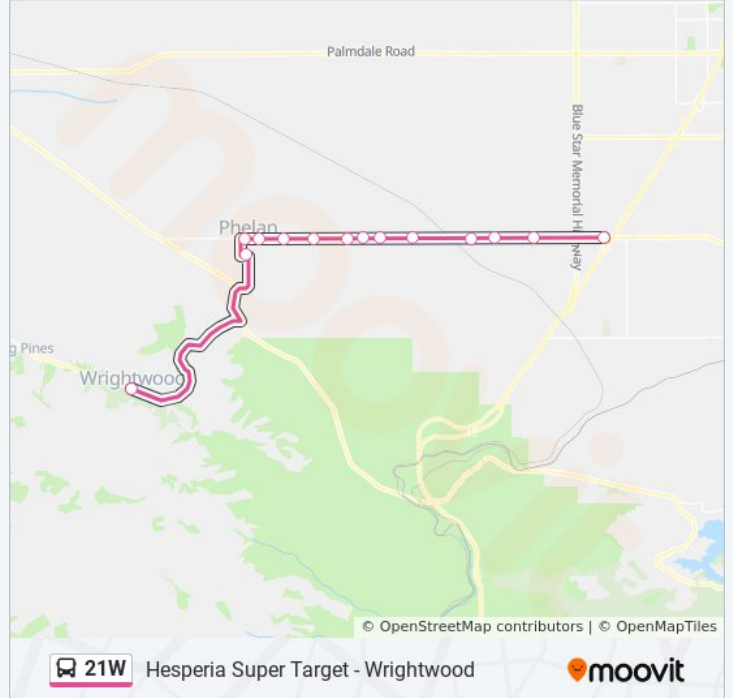 Palmdale Road
Blue Star Memorial Highway
Phelan
g Pines
Wrightwood
© OpenStreetMap contributors | © OpenMapTiles
21W Hesperia Super Target - Wrightwood
moovit